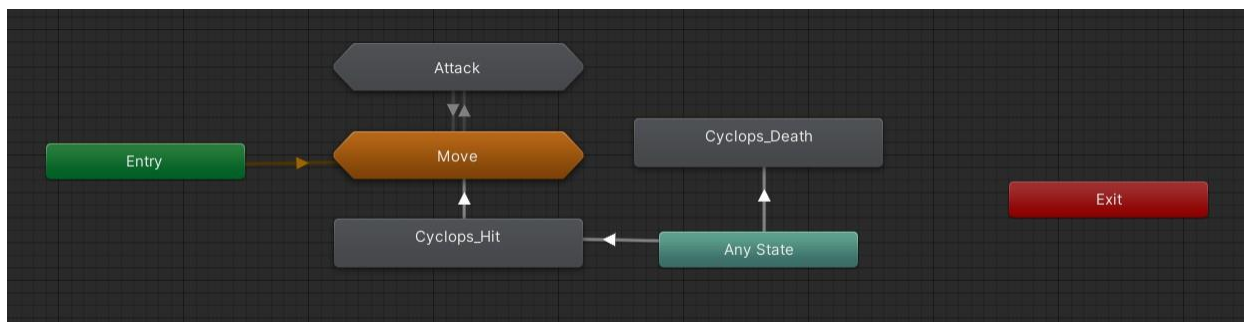 Attack
Cyclops_Death
Entry
Move
Exit
Cyclops_Hit
Any State